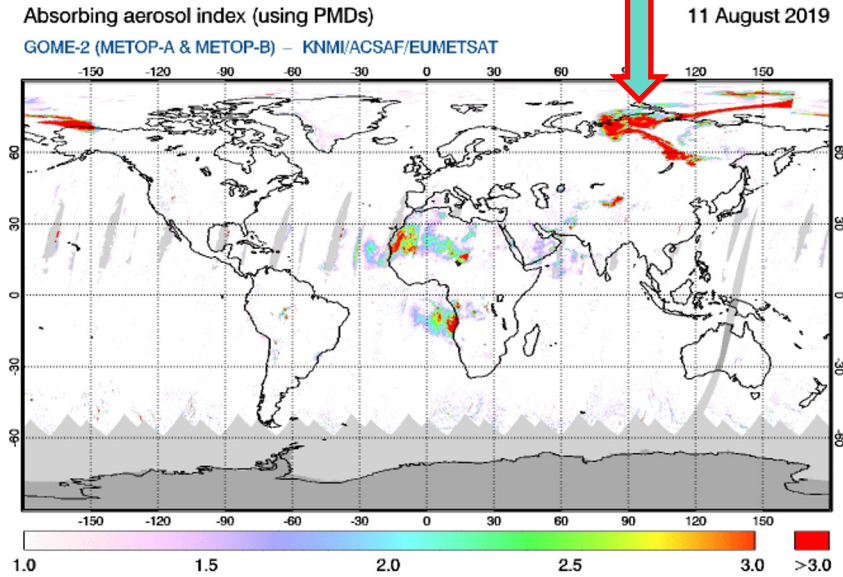 Absorbing aerosol index (using PMDs) 11 August 2019
GOME-2 (METOP-A & METOP-B) – KNMI/ACSAF/EUMETSAT
-150 -120 -90 -60 -30 0 30 60 90 120 150
60 60
30 30
0 0
-30 -30
-60 -60
-150 -120 -90 -60 -30 0 30 60 90 120 150
1.0 1.5 2.0 2.5 3.0 >3.0